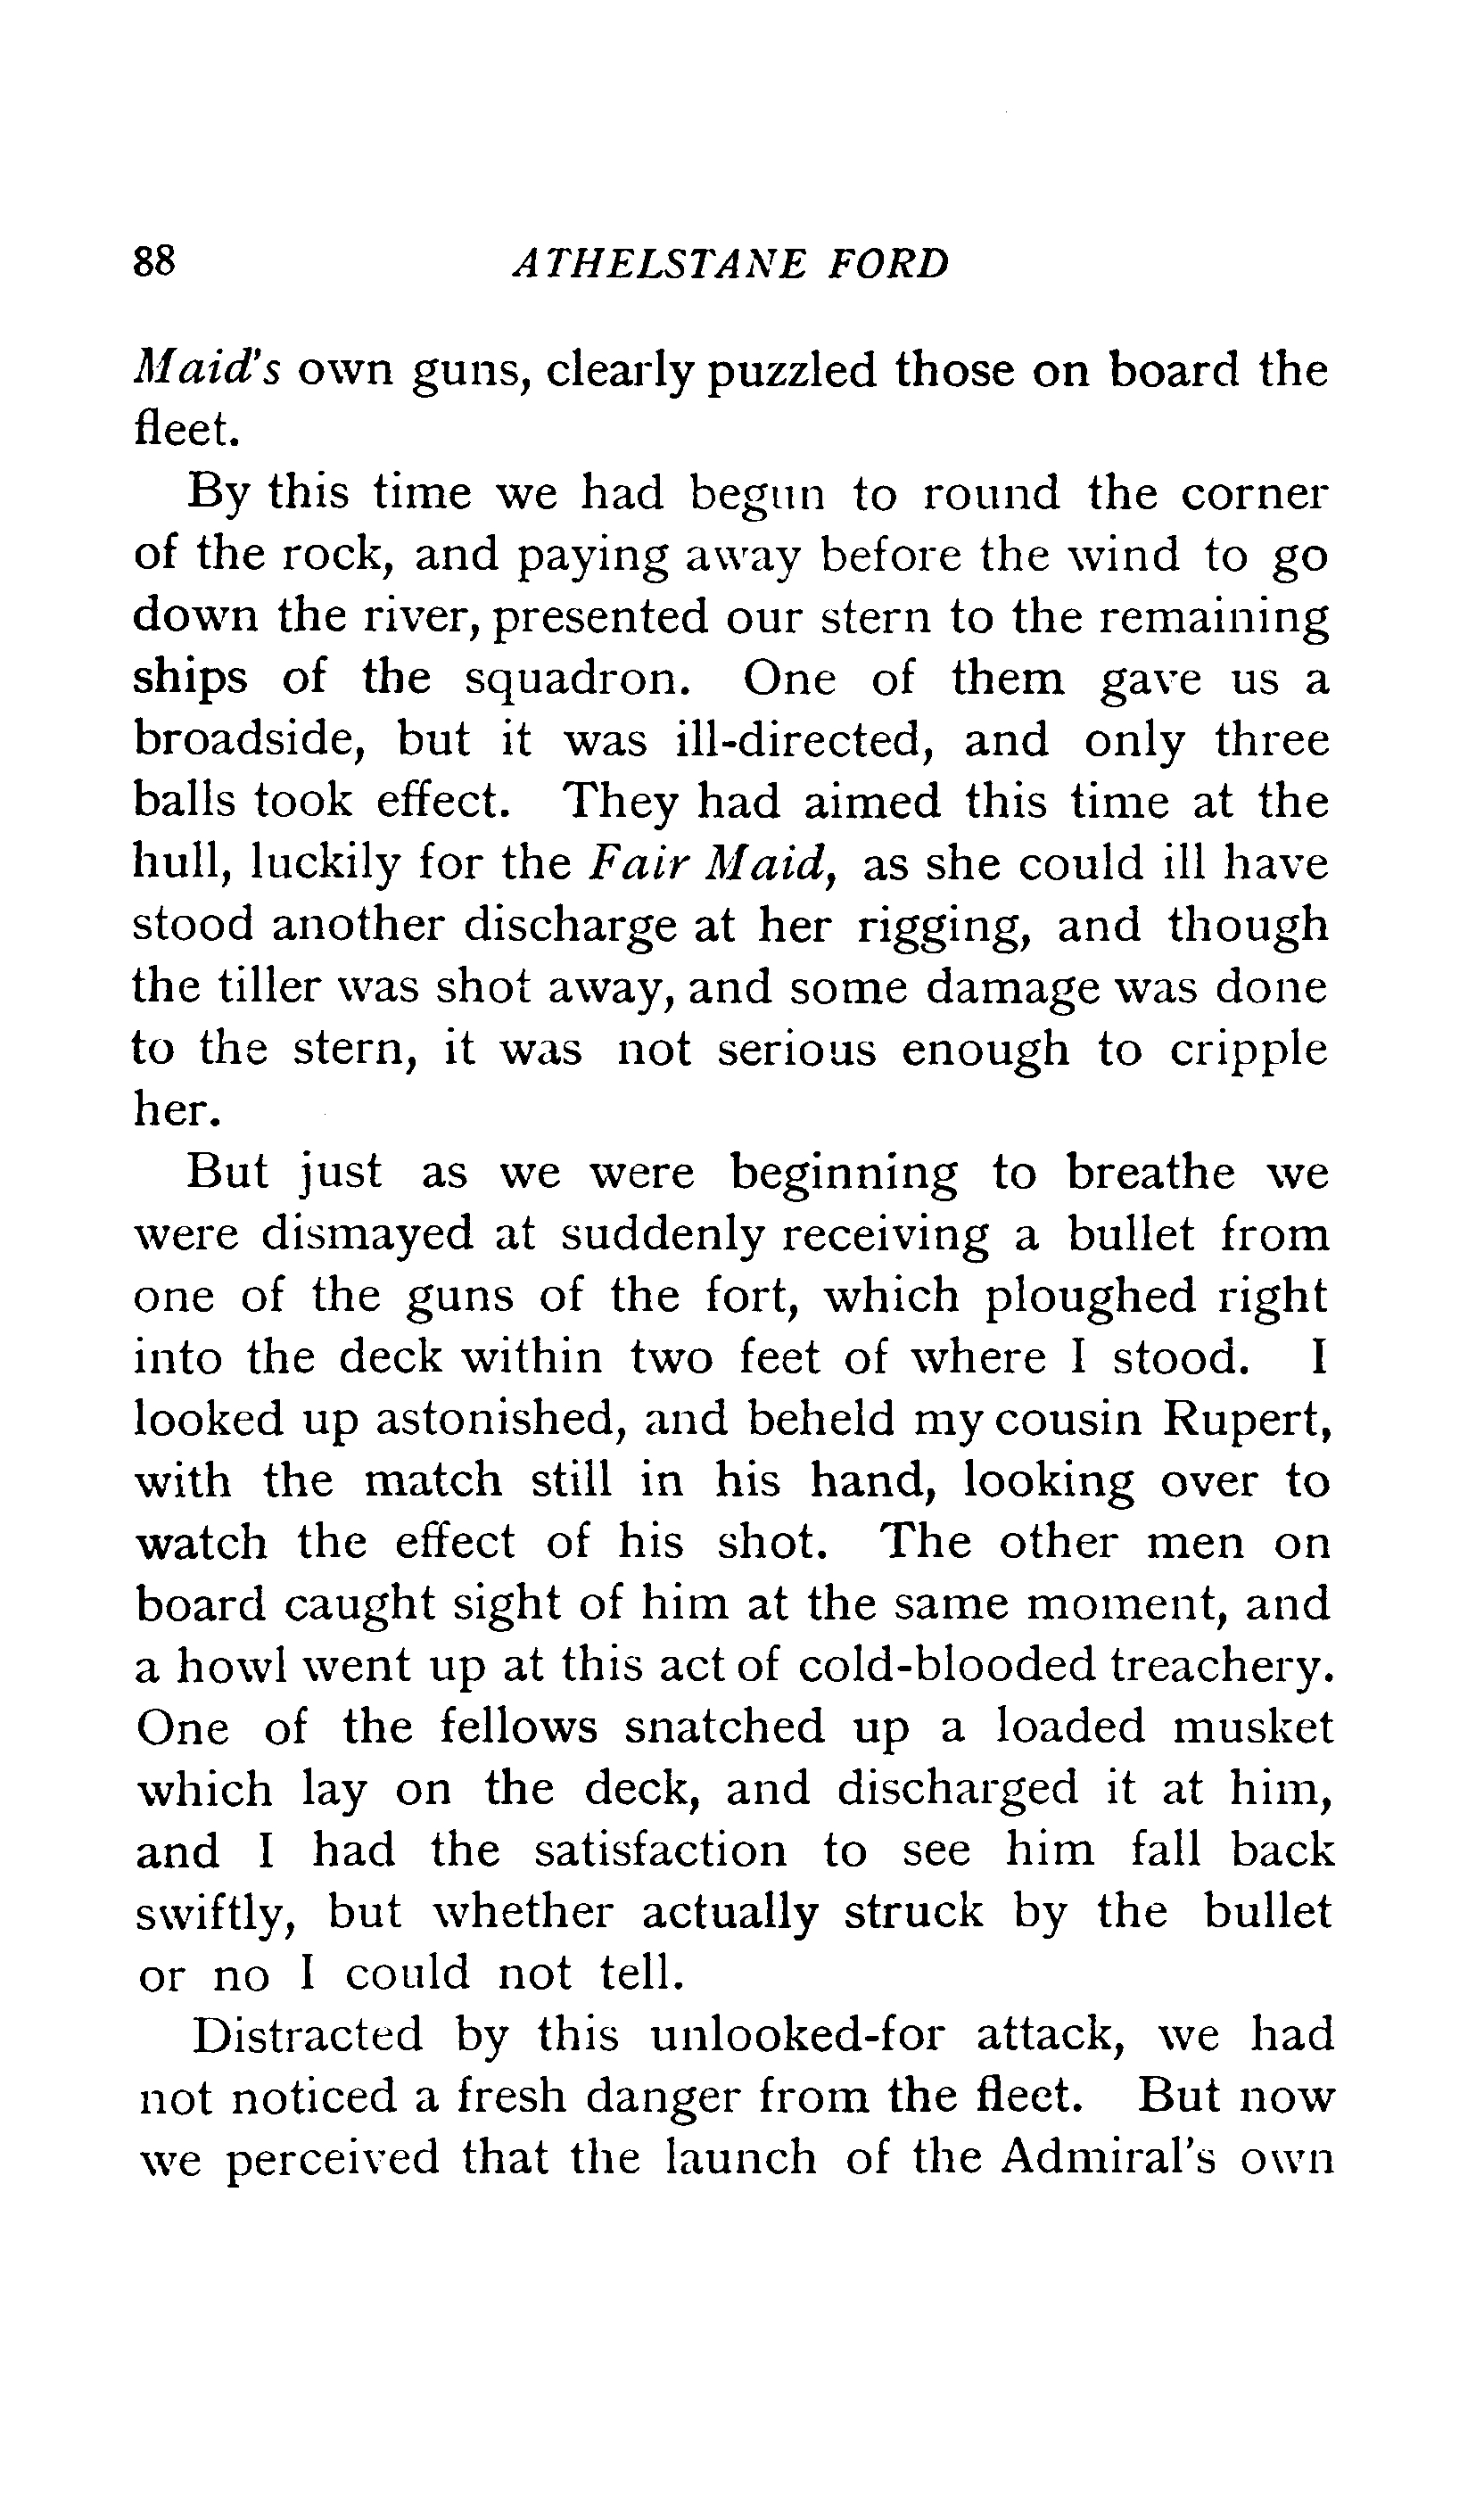 88 ATHELSTANE FORD
Maid's own guns, clearly puzzled those on board the
fleet.
By this time we had begun to round the corner
of the rock, and paying away before the wind to go
down the river, presented our stern to the remaining
ships of the squadron. One of them gave us a
broadside, but it was ill-directed, and only three
balls took effect. They had aimed this time at the
hull, luckily for the Fair Maid, as she could ill have
stood another discharge at her rigging, and though
the tiller was shot away, and some damage was done
to the stern, it was not serious enough to cripple
her.
But just as we were beginning to breathe we
were dismayed at suddenly receiving a bullet from
one of the guns of the fort, which ploughed right
into the deck within two feet of where I stood. I
looked up astonished, and beheld my cousin Rupert,
with the match still in his hand, looking over to
watch the effect of his shot. The other men on
board caught sight of him at the same moment, and
a howl went up at this act of cold-blooded treachery.
One of the fellows snatched up a loaded musket
which lay on the deck, and discharged it at him,
and I had the satisfaction to see him fall back
swiftly, but whether actually struck by the bullet
or no I could not tell.
Distracted by this unlooked-for attack, we had
not noticed a fresh danger from the fleet. But now
we perceived that the launch of the Admiral's own